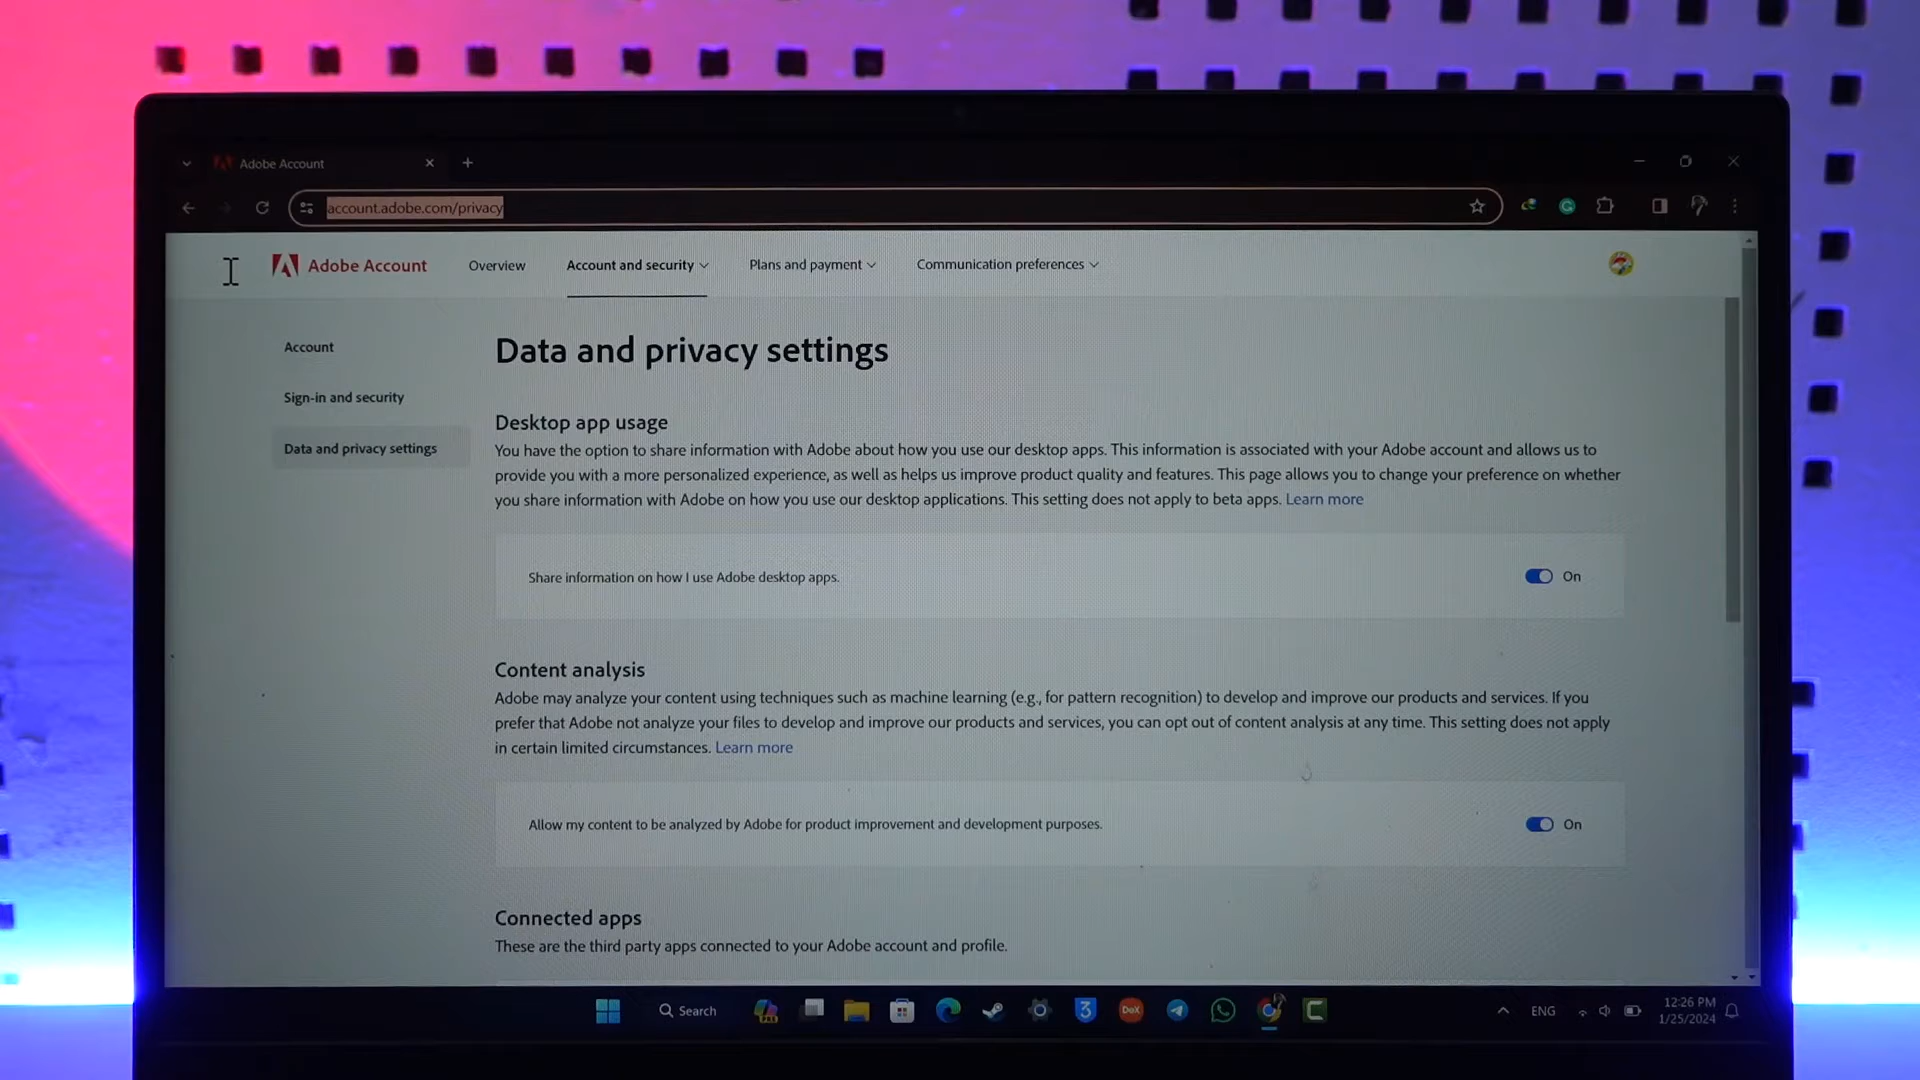 Adobe Account
account.adobe.com/privacy
Adobe Account
Overview
Account and security
Plans and payment
Communication preferences
Account
Sign-in and security
Data and privacy settings
Data and privacy settings
Desktop app usage
You have the option to share information with Adobe about how you use our desktop apps. This information is associated with your Adobe account and allows us to
provide you with a more personalized experience, as well as helps us improve product quality and features. This page allows you to change your preference on whether
you share information with Adobe on how you use our desktop applications. This setting does not apply to beta apps. Learn more
Share information on how I use Adobe desktop apps.
On
Content analysis
Adobe may analyze your content using techniques such as machine learning (e.g., for pattern recognition) to develop and improve our products and services. If you
prefer that Adobe not analyze your files to develop and improve our products and services, you can opt out of content analysis at any time. This setting does not apply
in certain limited circumstances. Learn more
Allow my content to be analyzed by Adobe for product improvement and development purposes.
On
Connected apps
These are the third party apps connected to your Adobe account and profile.
Search
ENG
12:26 PM
1/25/2024